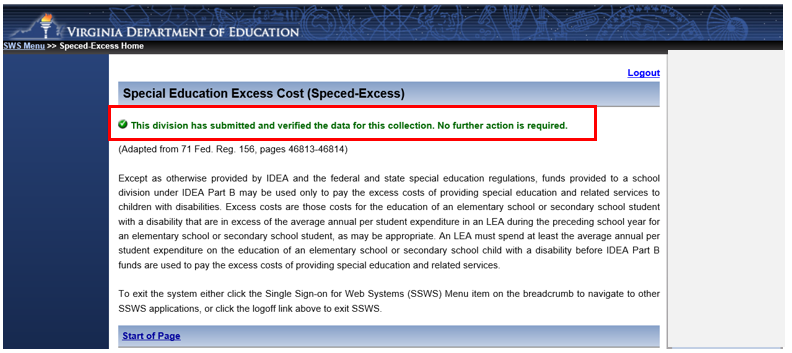 VIRGINIA DEPARTMENT OF EDUCATION
SWS Menu >> Speced-Excess Home
Logout
Special Education Excess Cost (Speced-Excess)
This division has submitted and verified the data for this collection. No further action is required.
(Adapted from 71 Fed. Reg. 156, pages 46813-46814)
Except as otherwise provided by IDEA and the federal and state special education regulations, funds provided to a school
division under IDEA Part B may be used only to pay the excess costs of providing special education and related services to
children with disabilities. Excess costs are those costs for the education of an elementary school or secondary school student
with a disability that are in excess of the average annual per student expenditure in an LEA during the preceding school year for
an elementary school or secondary school student, as may be appropriate. An LEA must spend at least the average annual per
student expenditure on the education of an elementary school or secondary school child with a disability before IDEA Part B
funds are used to pay the excess costs of providing special education and related services.
To exit the system either click the Single Sign-on for Web Systems (SSWS) Menu item on the breadcrumb to navigate to other
SSWS applications, or click the logoff link above to exit SSWS.
Start of Page